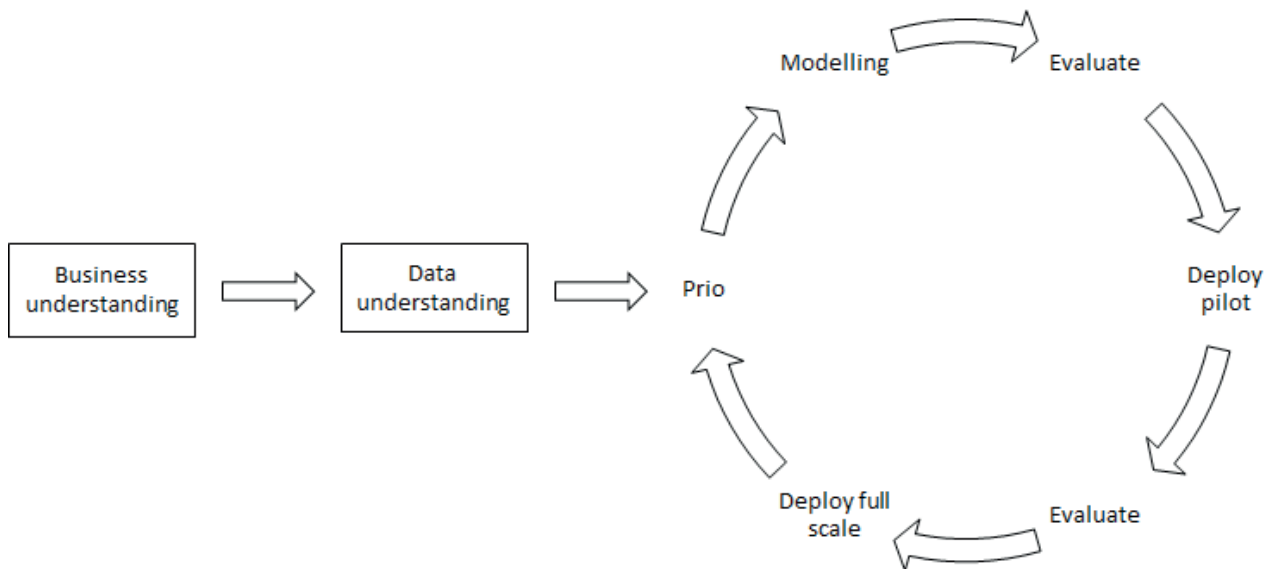 Modelling
Evaluate
Business
understanding
Data
understanding
Prio
Deploy
pilot
Deploy full
scale
Evaluate